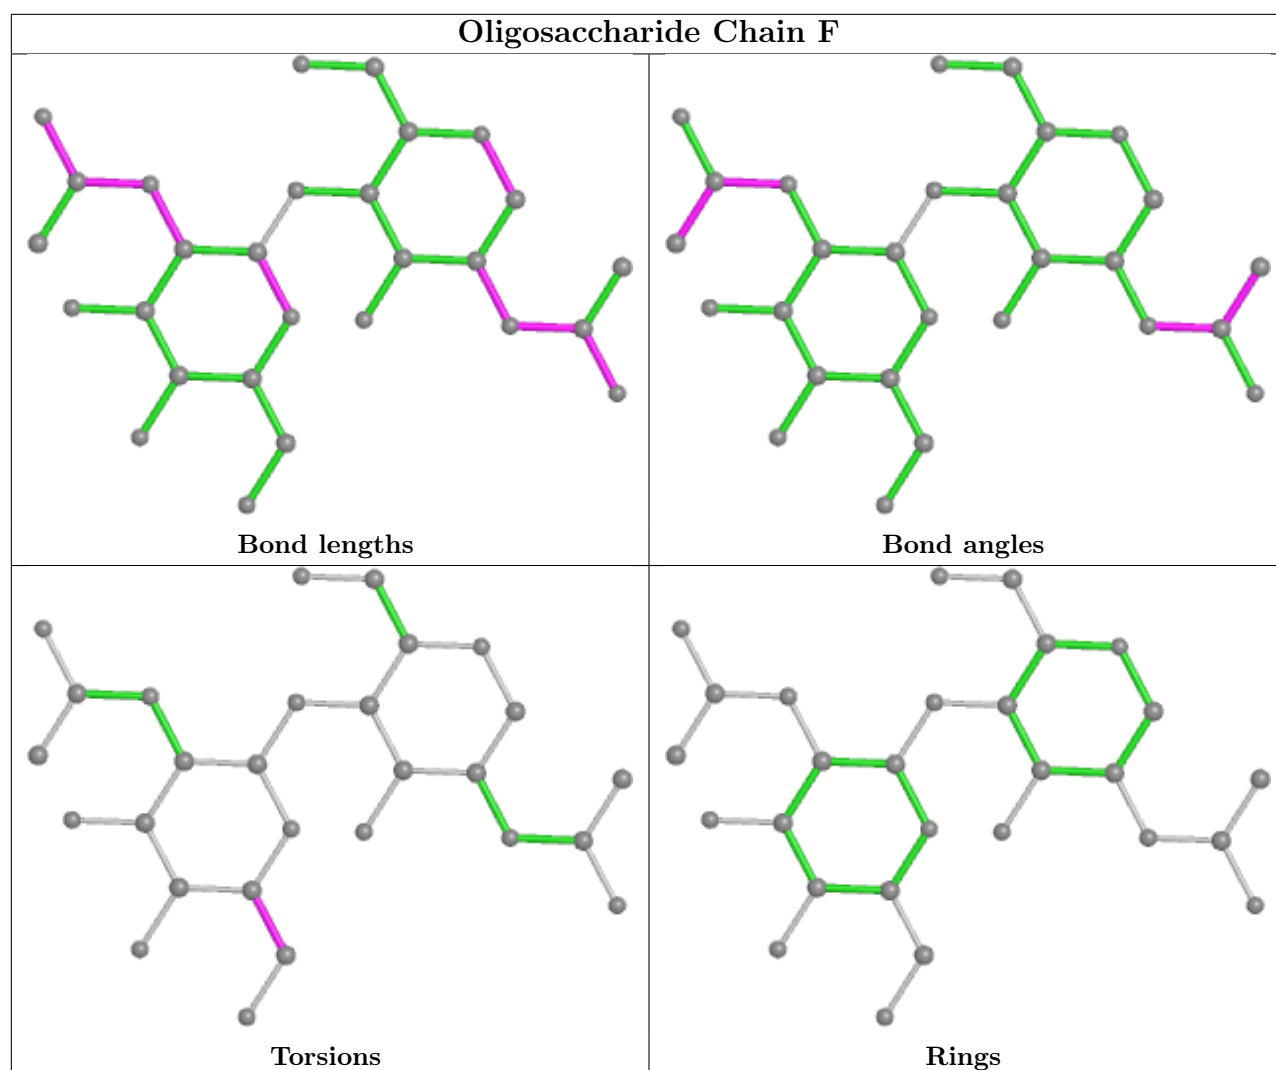 Oligosaccharide Chain F
Bond lengths
Bond angles
Torsions
Rings